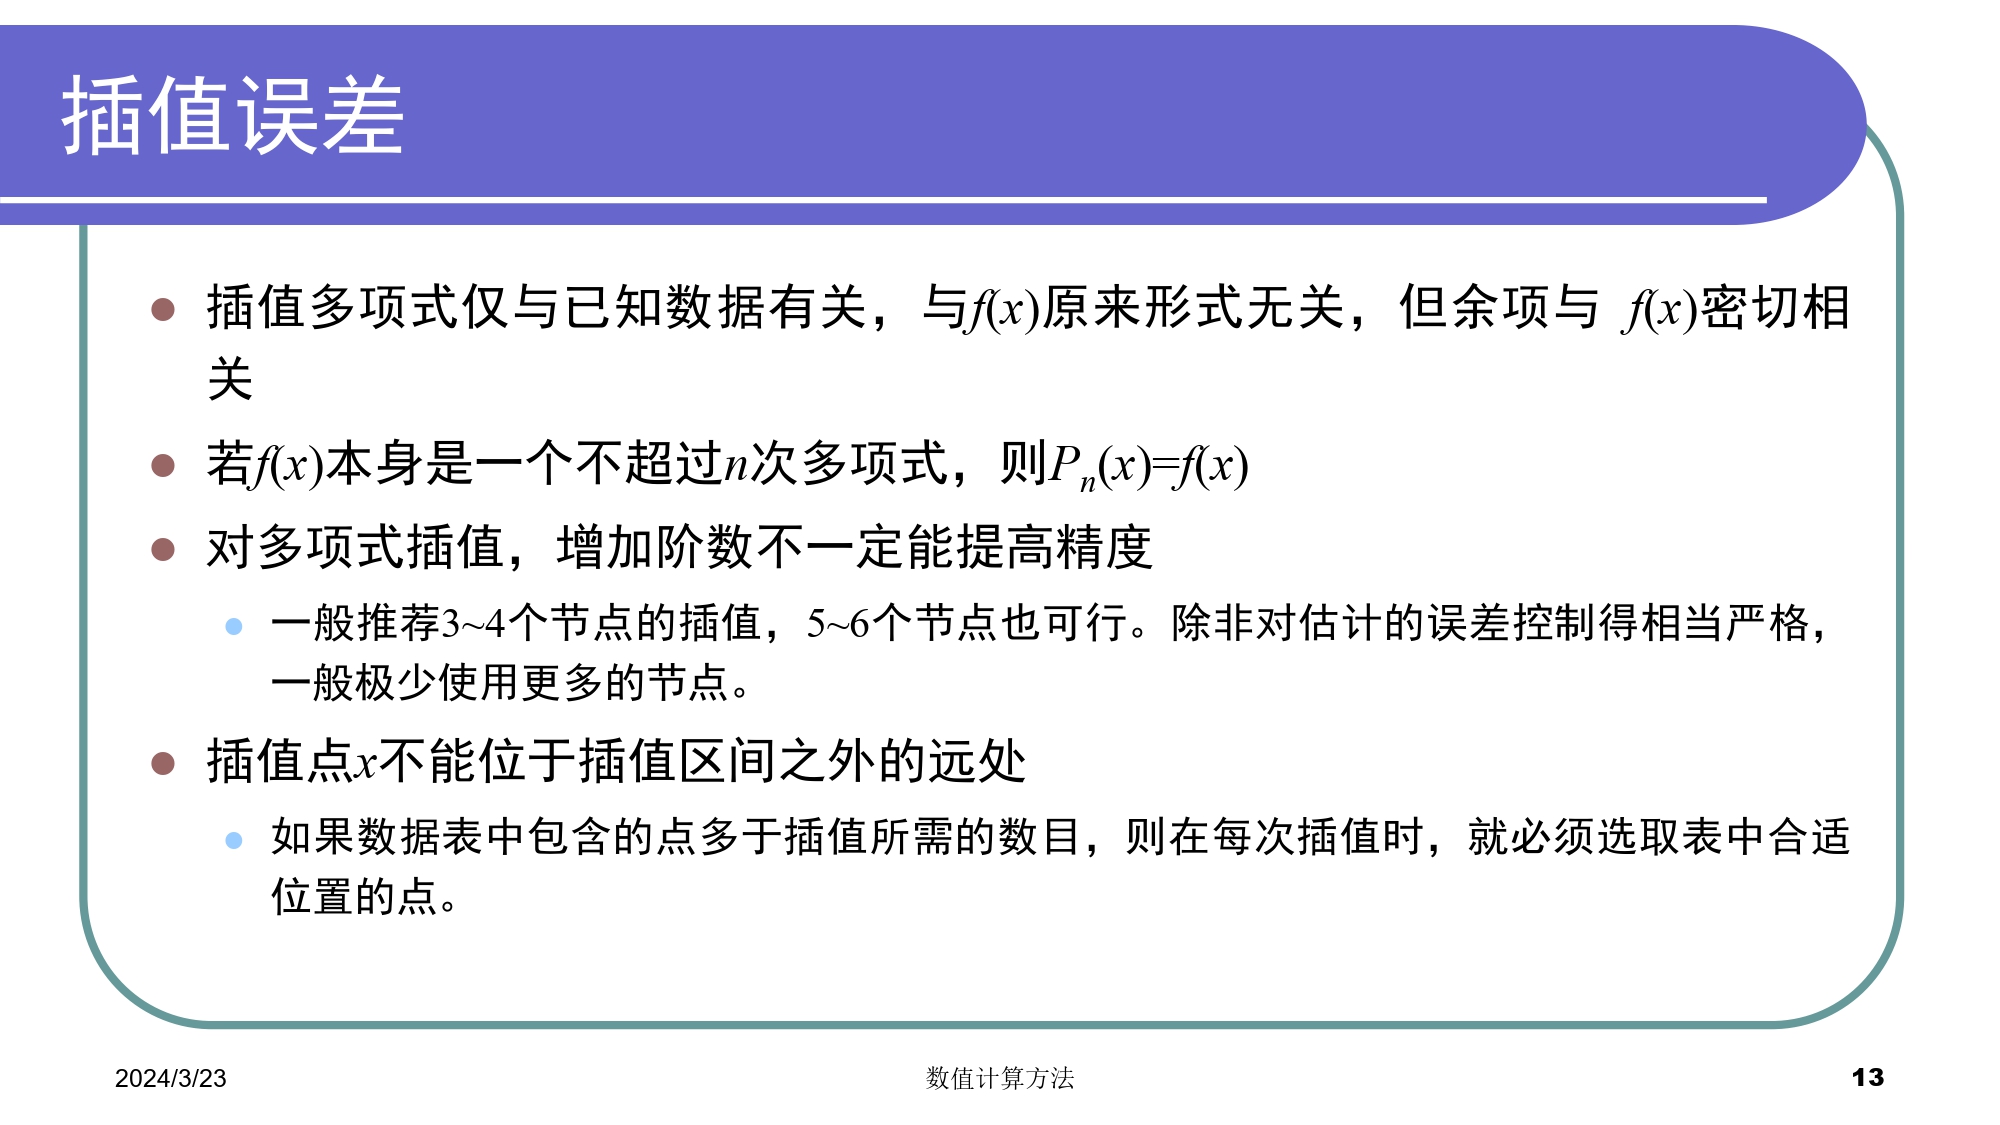 插值误差
插值多项式仅与已知数据有关，与f(x)原来形式无关，但余项与 f(x)密切相
关
若f(x)本身是一个不超过n次多项式，则Pn(x)=f(x)
对多项式插值，增加阶数不一定能提高精度
一般推荐3~4个节点的插值，5~6个节点也可行。除非对估计的误差控制得相当严格，
一般极少使用更多的节点。
插值点x不能位于插值区间之外的远处
如果数据表中包含的点多于插值所需的数目，则在每次插值时，就必须选取表中合适
位置的点。
2024/3/23
数值计算方法
13